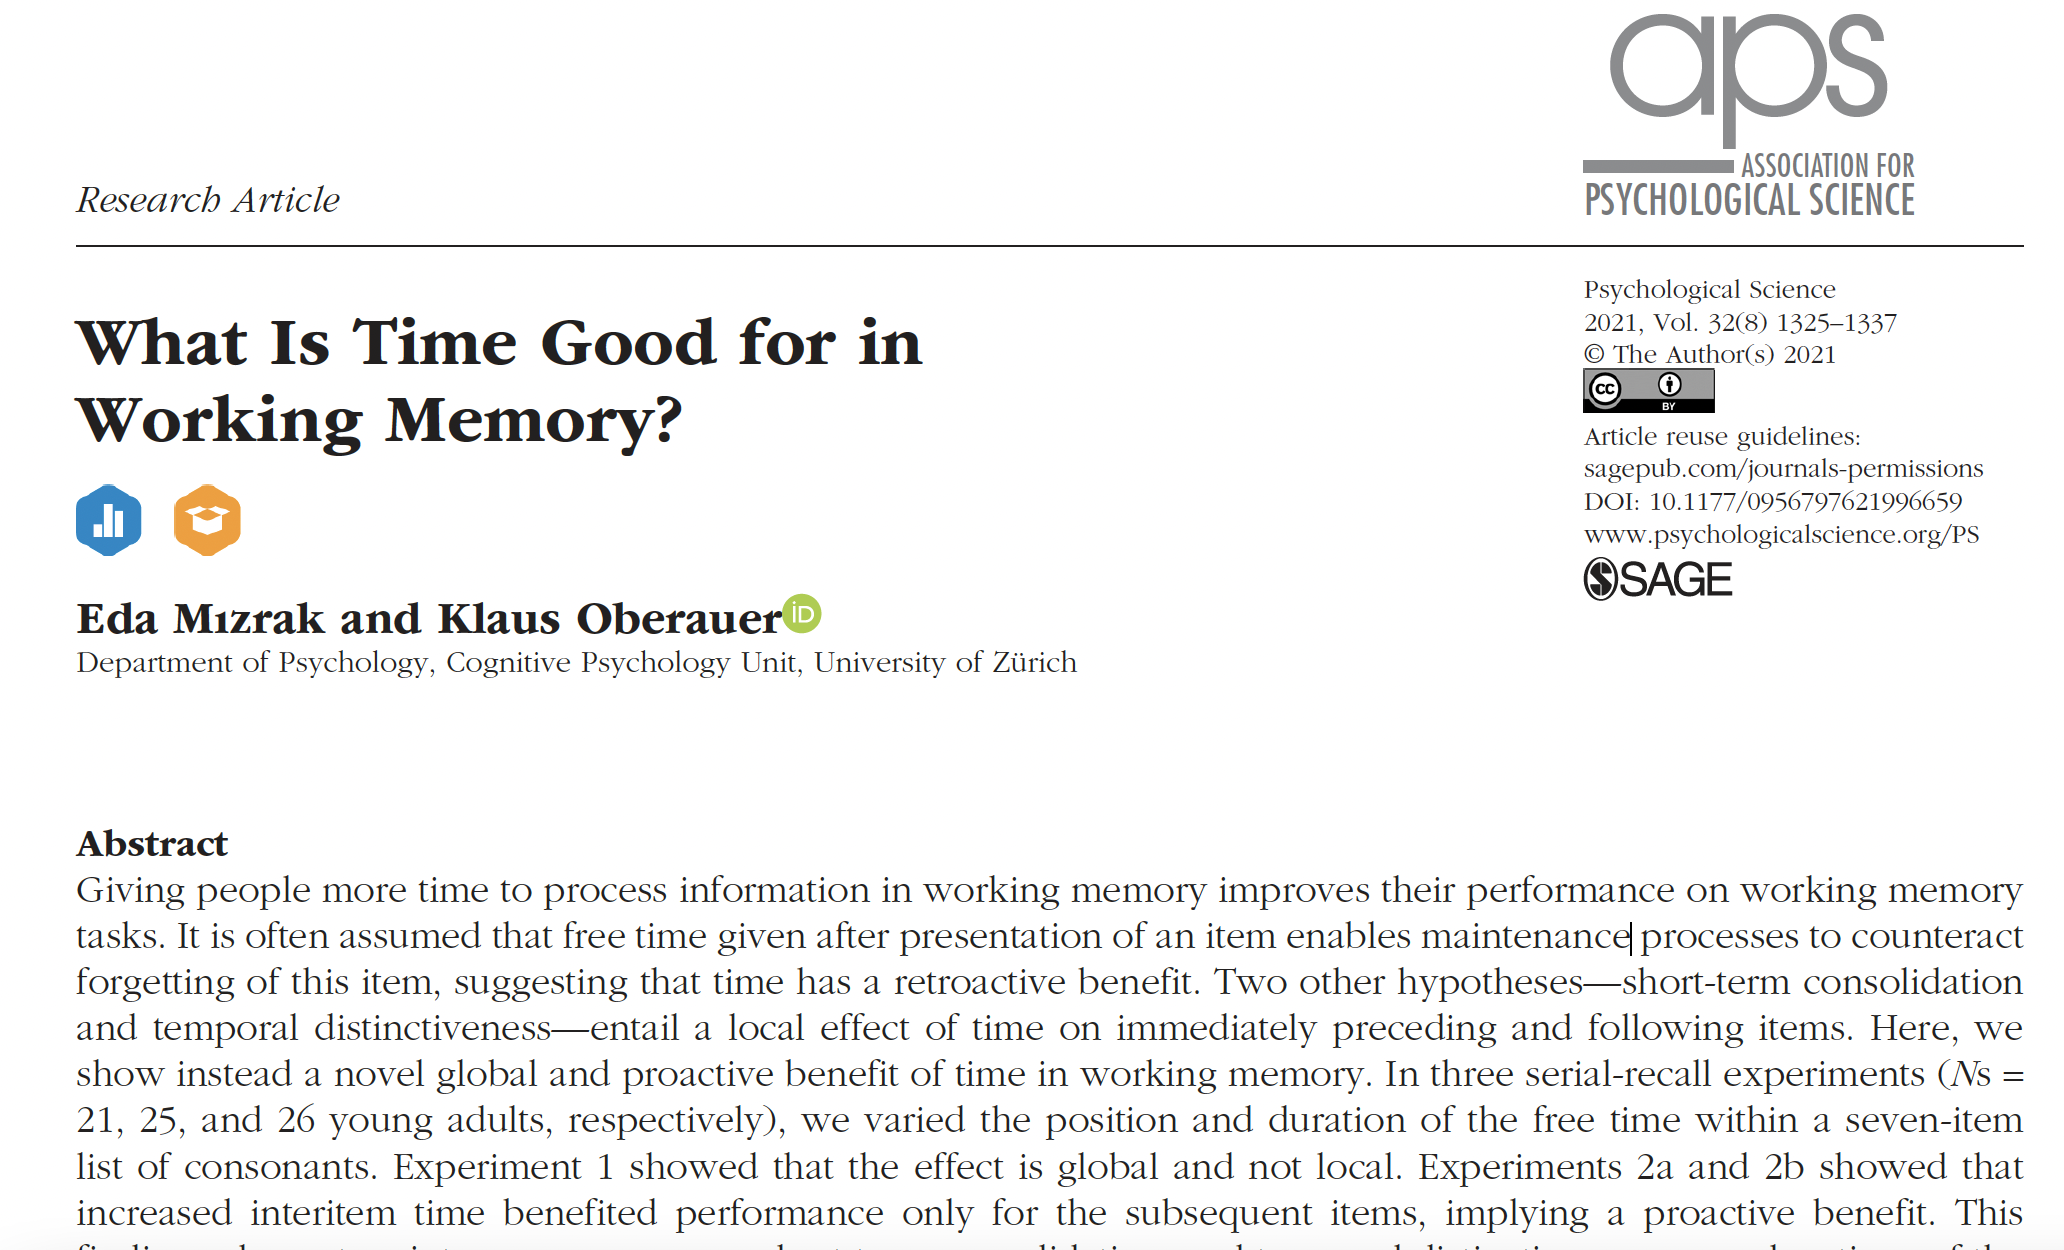 aps
ASSOCIATION FOR
PSYCHOLOGICAL SCIENCE
Research Article
Psychological Science
2021, Vol. 32(8) 1325–1337
© The Author(s) 2021
cc
BY
Article reuse guidelines:
sagepub.com/journals-permissions
DOI: 10.1177/0956797621996659
www.psychologicalscience.org/PS
SAGE
What Is Time Good for in
Working Memory?
Eda Mızrak and Klaus Oberauer iD
Department of Psychology, Cognitive Psychology Unit, University of Zürich
Abstract
Giving people more time to process information in working memory improves their performance on working memory
tasks. It is often assumed that free time given after presentation of an item enables maintenance processes to counteract
forgetting of this item, suggesting that time has a retroactive benefit. Two other hypotheses—short-term consolidation
and temporal distinctiveness—entail a local effect of time on immediately preceding and following items. Here, we
show instead a novel global and proactive benefit of time in working memory. In three serial-recall experiments (Ns =
21, 25, and 26 young adults, respectively), we varied the position and duration of the free time within a seven-item
list of consonants. Experiment 1 showed that the effect is global and not local. Experiments 2a and 2b showed that
increased interitem time benefited performance only for the subsequent items, implying a proactive benefit. This